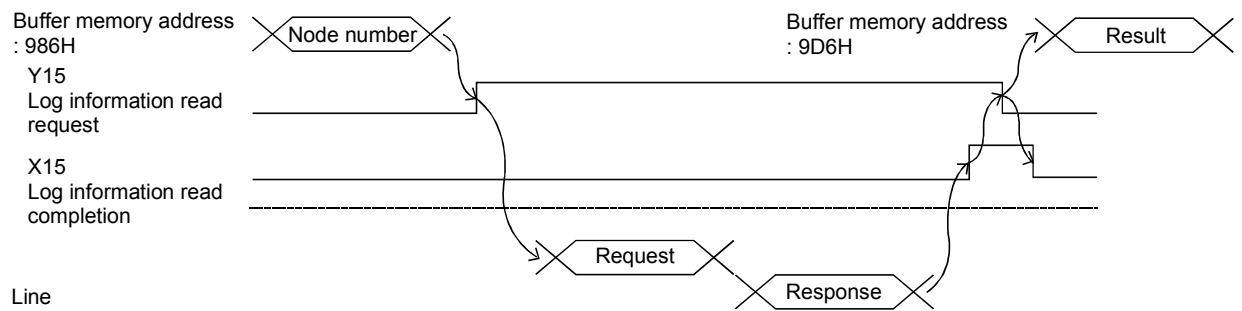 Buffer memory address
: 986H
Node number
Buffer memory address
: 9D6H
Result
Y15
Log information read
request
X15
Log information read
completion
Request
Response
Line